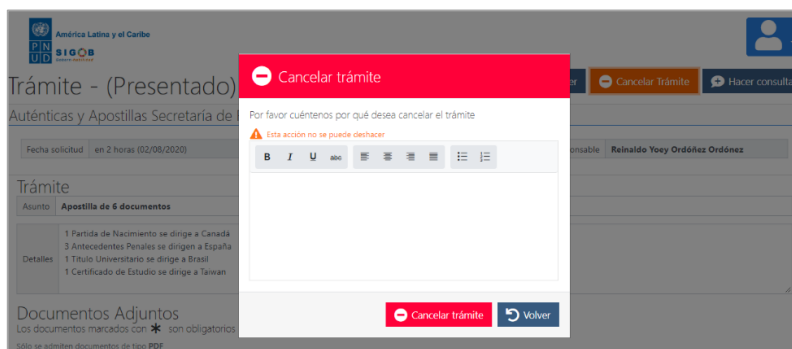 América Latina y el Caribe
P N
U D
SIGOB
Trámite - (Presentado)
Cancelar trámite
Cancelar Trámite
Hacer consulta
Auténticas y Apostillas Secretaría de
Por favor cuéntenos por qué desea cancelar el trámite
Esta acción no se puede deshacer
Fecha solicitud en 2 horas (02/08/2020)
Reinaldo Yoey Ordóñez Ordónez
B I U abc
Trámite
Asunto Apostilla de 6 documentos
1 Partida de Nacimiento se dirige a Canadá
3 Antecedentes Penales se dirigen a España
Detalles 1 Titulo Universitario se dirige a Brasil
1 Certificado de Estudio se dirige a Taiwan
Cancelar trámite
Volver
Documentos Adjuntos
Los documentos marcados con * son obligatorios
Sólo se admiten documentos de tipo PDF